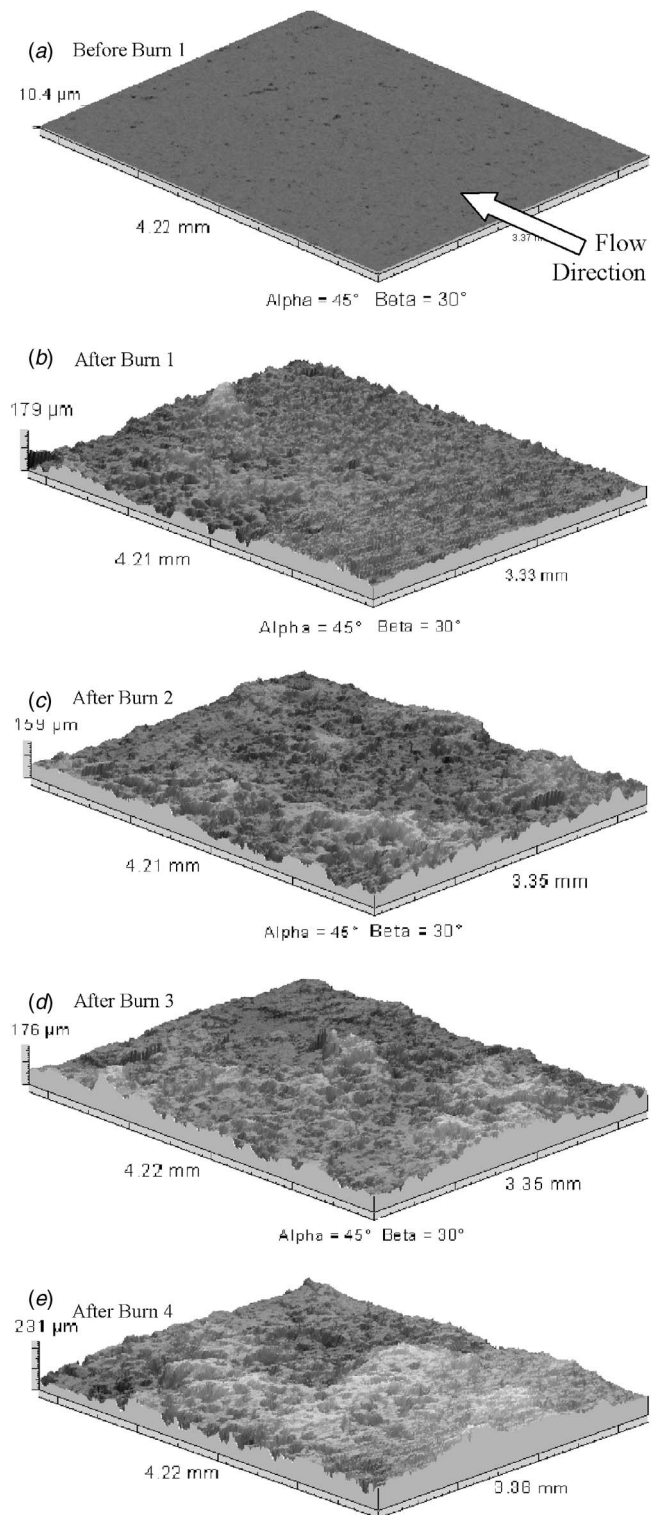 (a) Before Burn 1
10.4 µm
4.22 mm
3.37 m
Flow
Direction
Alpha = 45° Beta = 30°
(b) After Burn 1
179 µm
4.21 mm
3.33 mm
Alpha = 45° Beta = 30°
(c) After Burn 2
159 µm
4.21 mm
3.35 mm
Alpha = 45° Beta = 30°
(d) After Burn 3
176 µm
4.22 mm
3.35 mm
Alpha = 45° Beta = 30°
(e) After Burn 4
231 µm
4.22 mm
3.36 mm